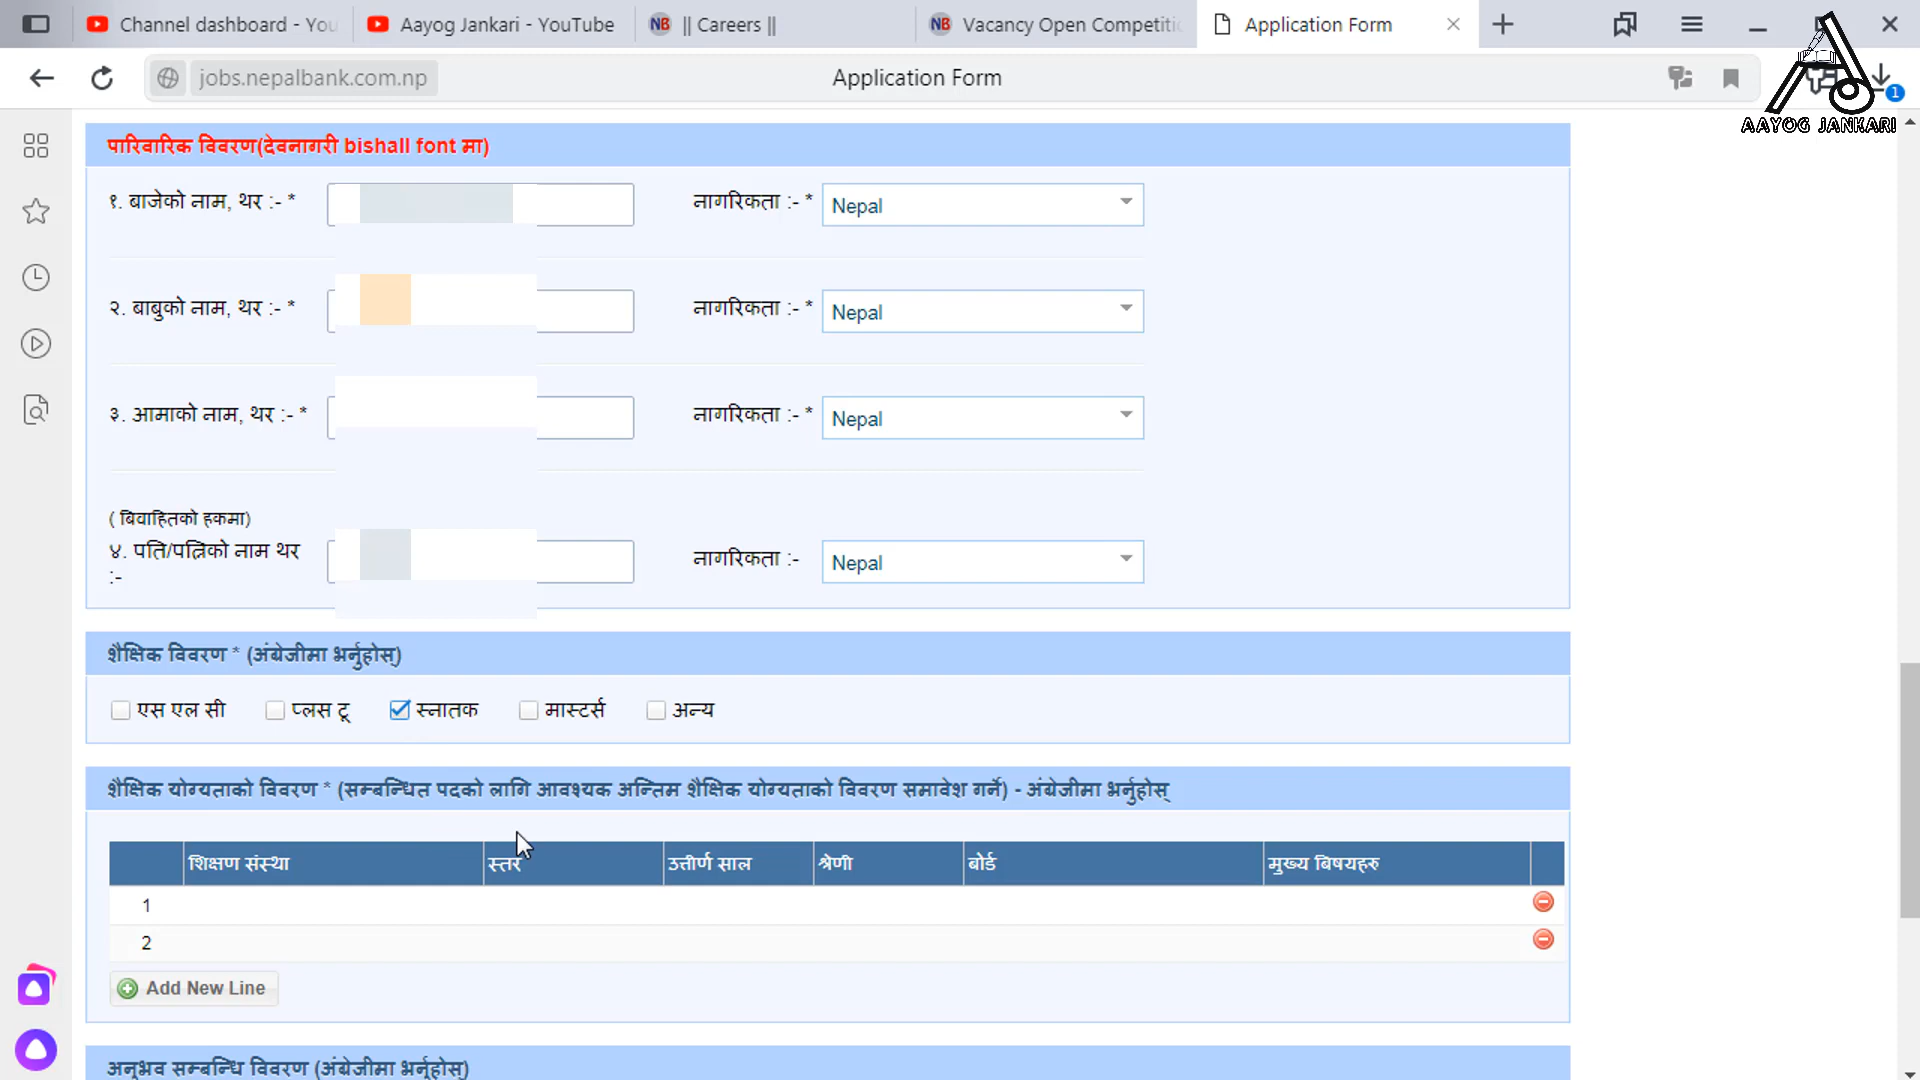 Channel dashboard - You
Aayog Jankari - YouTube
NB || Careers ||
NB Vacancy Open Competitic
Application Form
jobs.nepalbank.com.np
Application Form
1
AAYOG JANKARI
पारिवारिक विवरण(देवनागरी bishall font मा)
१. बाजेको नाम, थर :- *
नागरिकता :- * Nepal
२. बाबुको नाम, थर :- *
नागरिकता :- * Nepal
३. आमाको नाम, थर :- *
नागरिकता :- * Nepal
( बिवाहितको हकमा)
४. पति/पत्निको नाम थर
:-
नागरिकता :- Nepal
शैक्षिक विवरण * (अंग्रेजीमा भर्नुहोस्)
एस एल सी प्लस टू स्नातक मास्टर्स अन्य
शैक्षिक योग्यताको विवरण * (सम्बन्धित पदको लागि आवश्यक अन्तिम शैक्षिक योग्यताको विवरण समावेश गर्ने) - अंग्रेजीमा भर्नुहोस्
शिक्षण संस्था स्तर उत्तीर्ण साल श्रेणी बोर्ड मुख्य बिषयहरु
1
2
Add New Line
अनुभव सम्बन्धि विवरण (अंग्रेजीमा भर्नुहोस्)